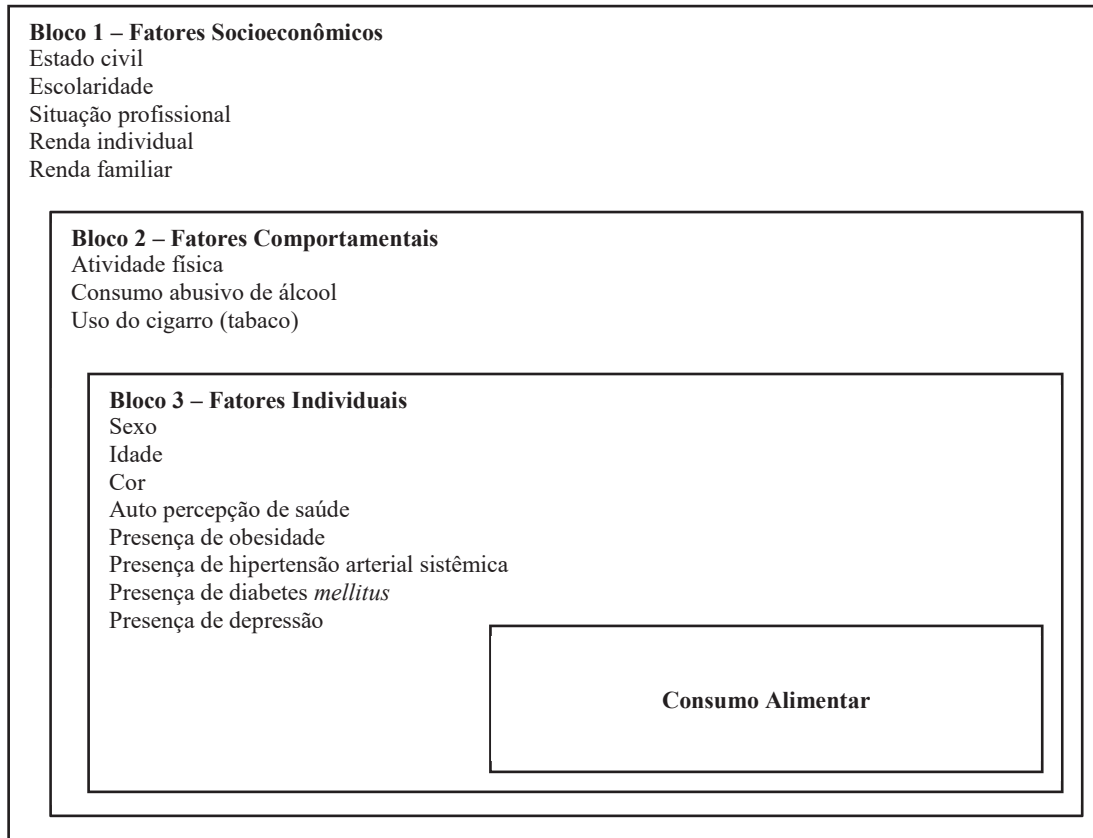 Bloco 1 – Fatores Socioeconômicos
Estado civil
Escolaridade
Situação profissional
Renda individual
Renda familiar
Bloco 2 – Fatores Comportamentais
Atividade física
Consumo abusivo de álcool
Uso do cigarro (tabaco)
Bloco 3 – Fatores Individuais
Sexo
Idade
Cor
Auto percepção de saúde
Presença de obesidade
Presença de hipertensão arterial sistêmica
Presença de diabetes mellitus
Presença de depressão
Consumo Alimentar